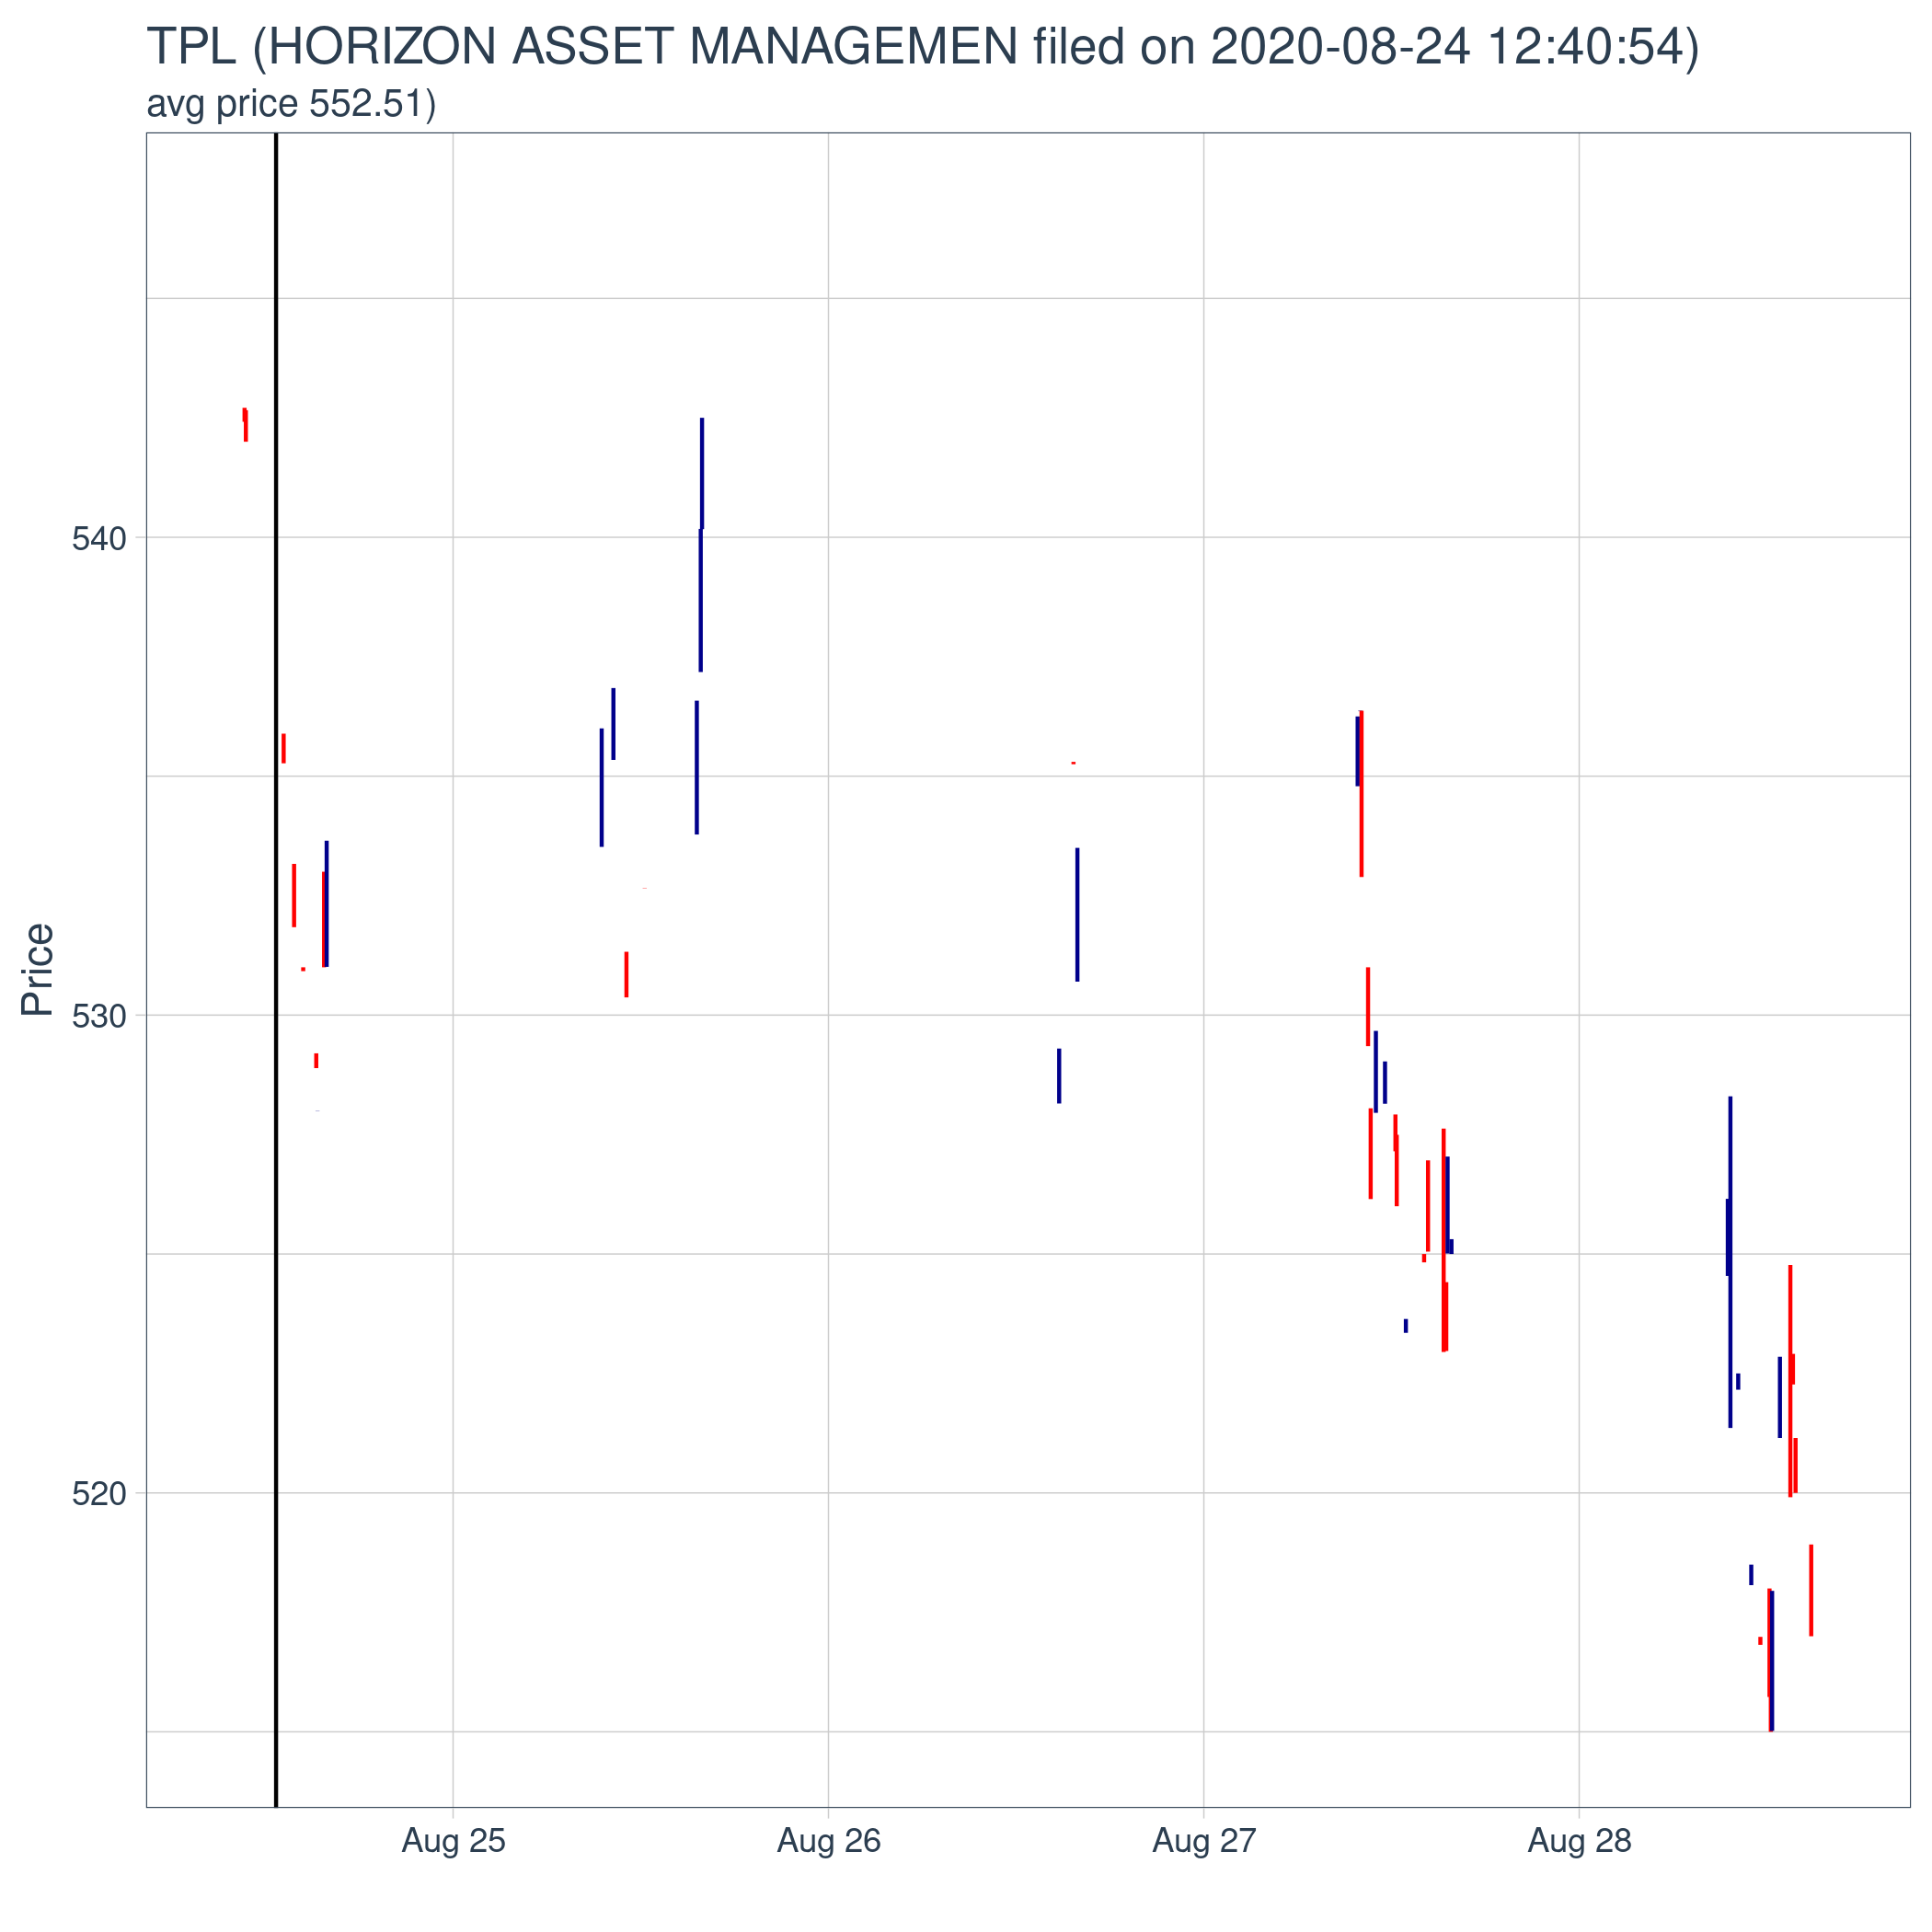 TPL (HORIZON ASSET MANAGEMEN filed on 2020-08-24 12:40:54)
avg price 552.51)
540
530
520
Price
Aug 25
Aug 26
Aug 27
Aug 28